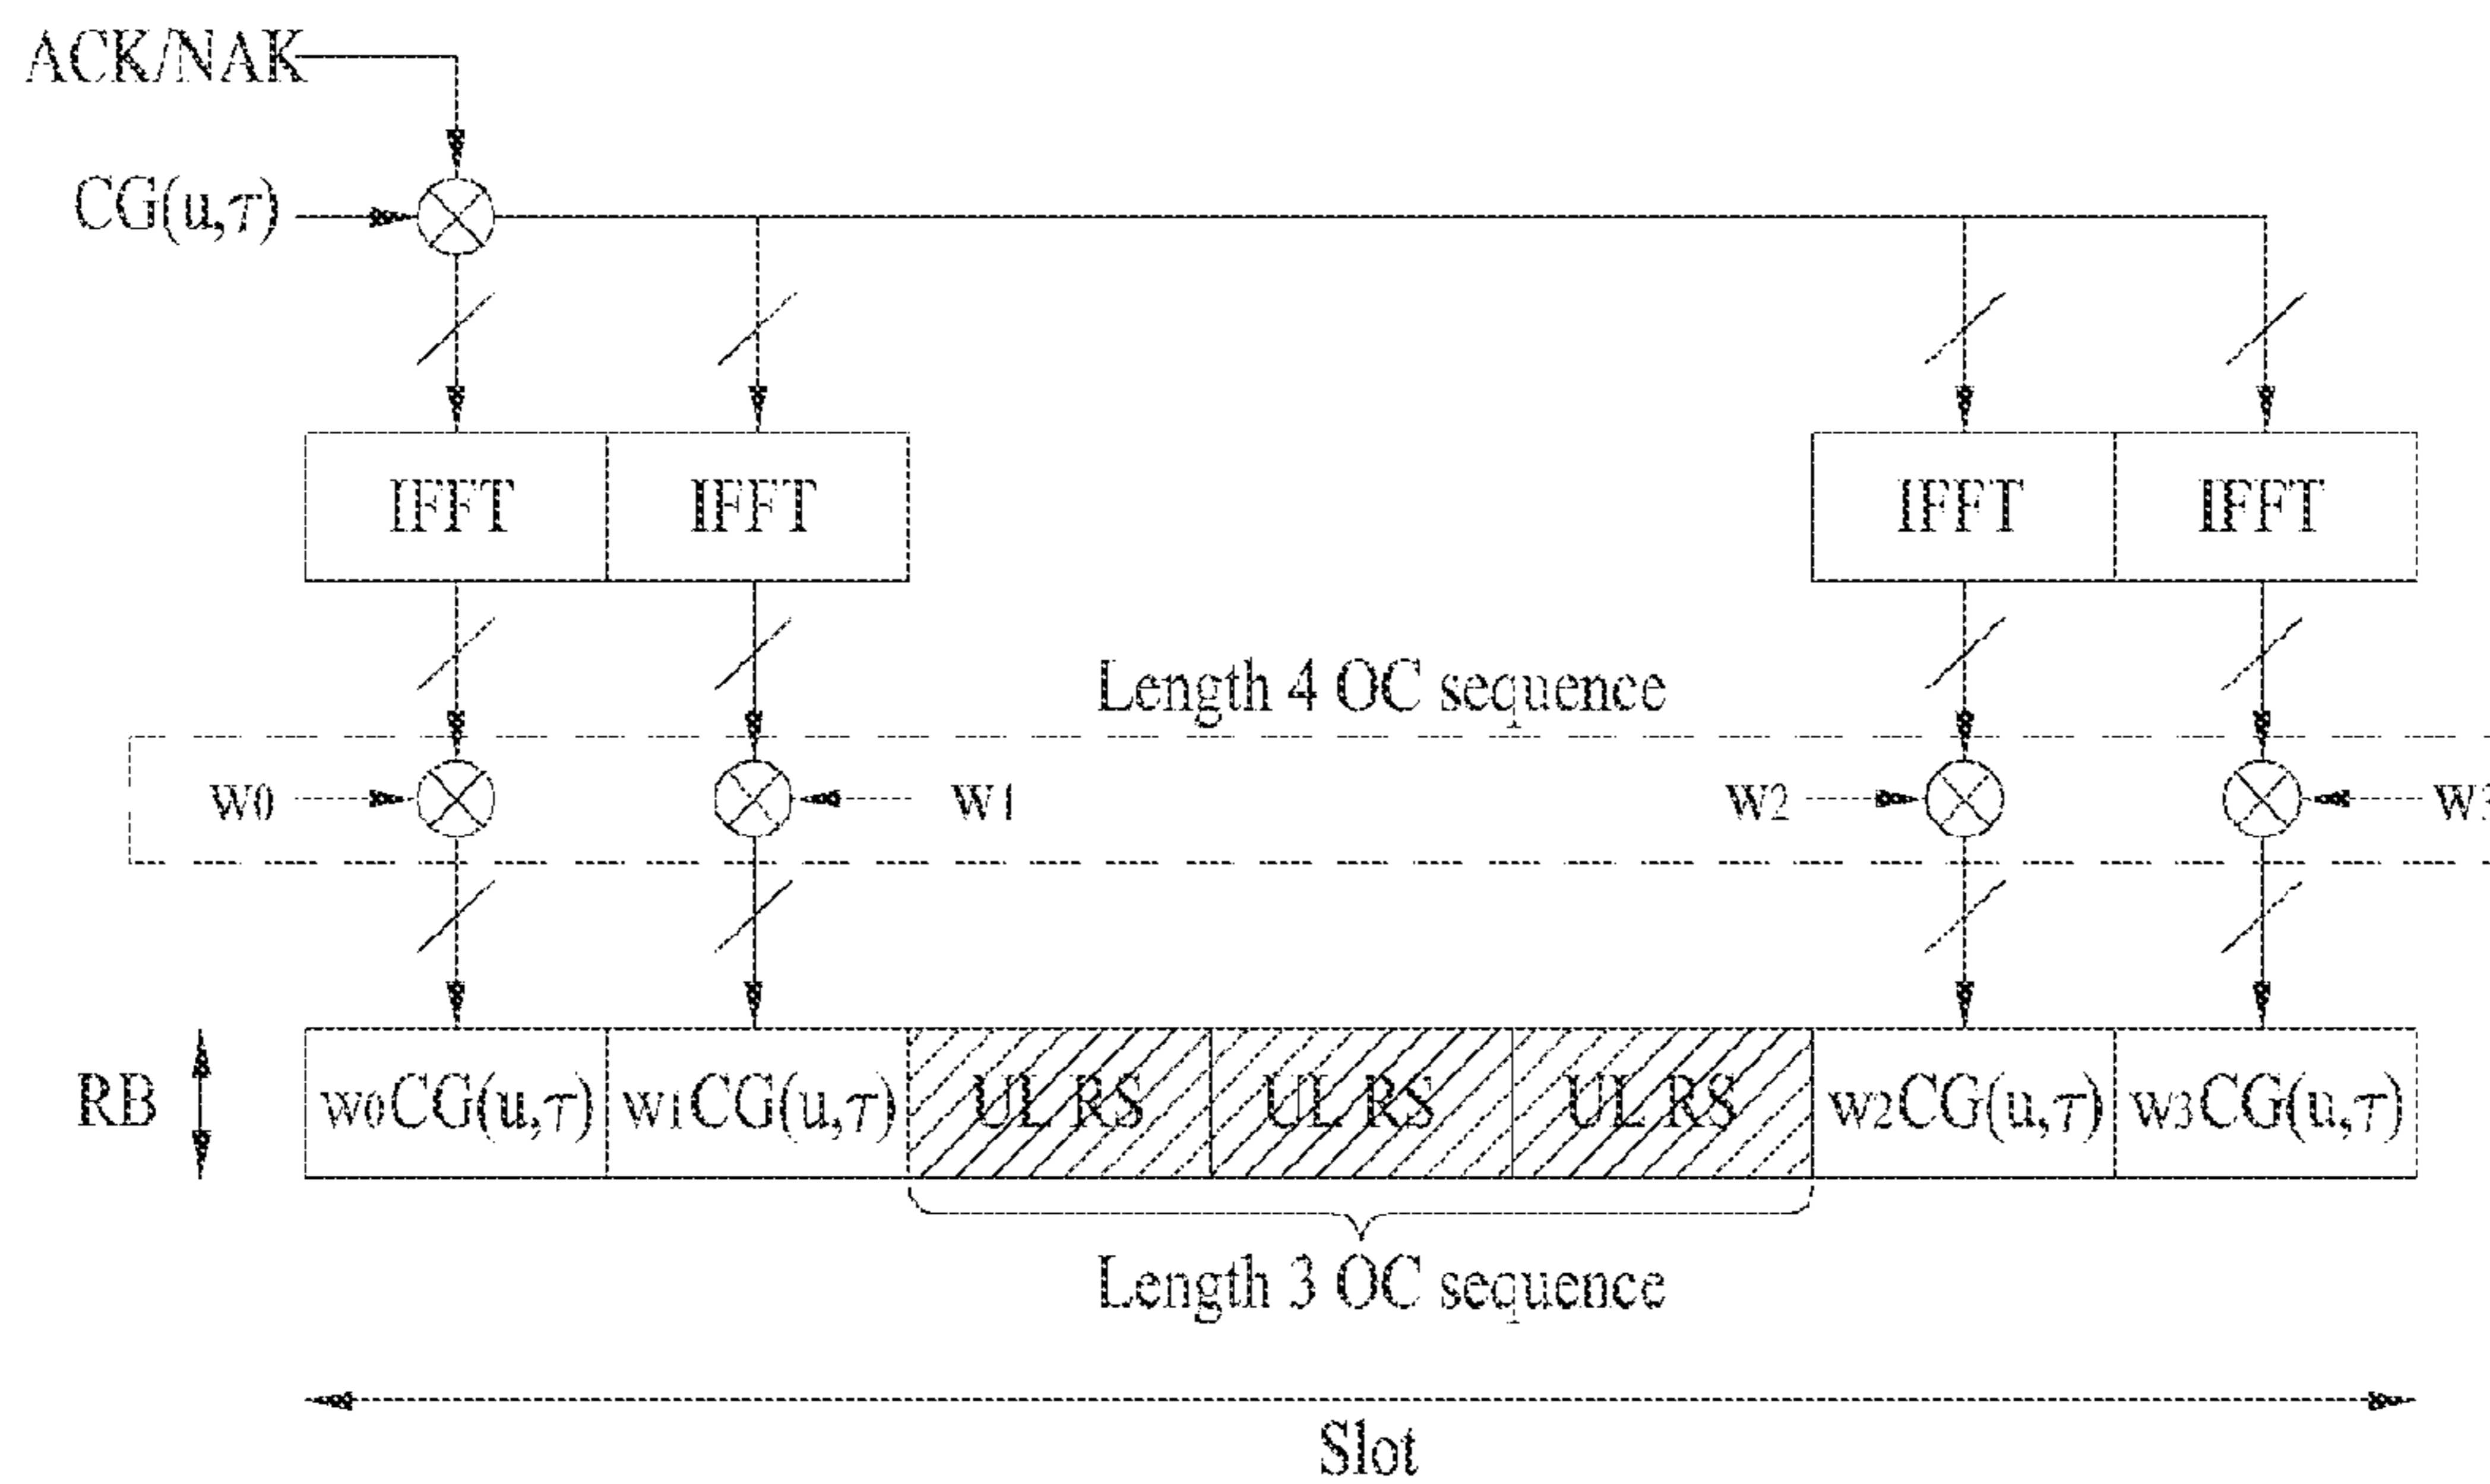 ACK/NAK
CG(u,τ)
IFFT IFFT IFFT IFFT
Length 4 OC sequence
w0 w1 w2 w3
RB
w0CG(u,τ) w1CG(u,τ) UL RS UL RS UL RS w2CG(u,τ) w3CG(u,τ)
Length 3 OC sequence
Slot